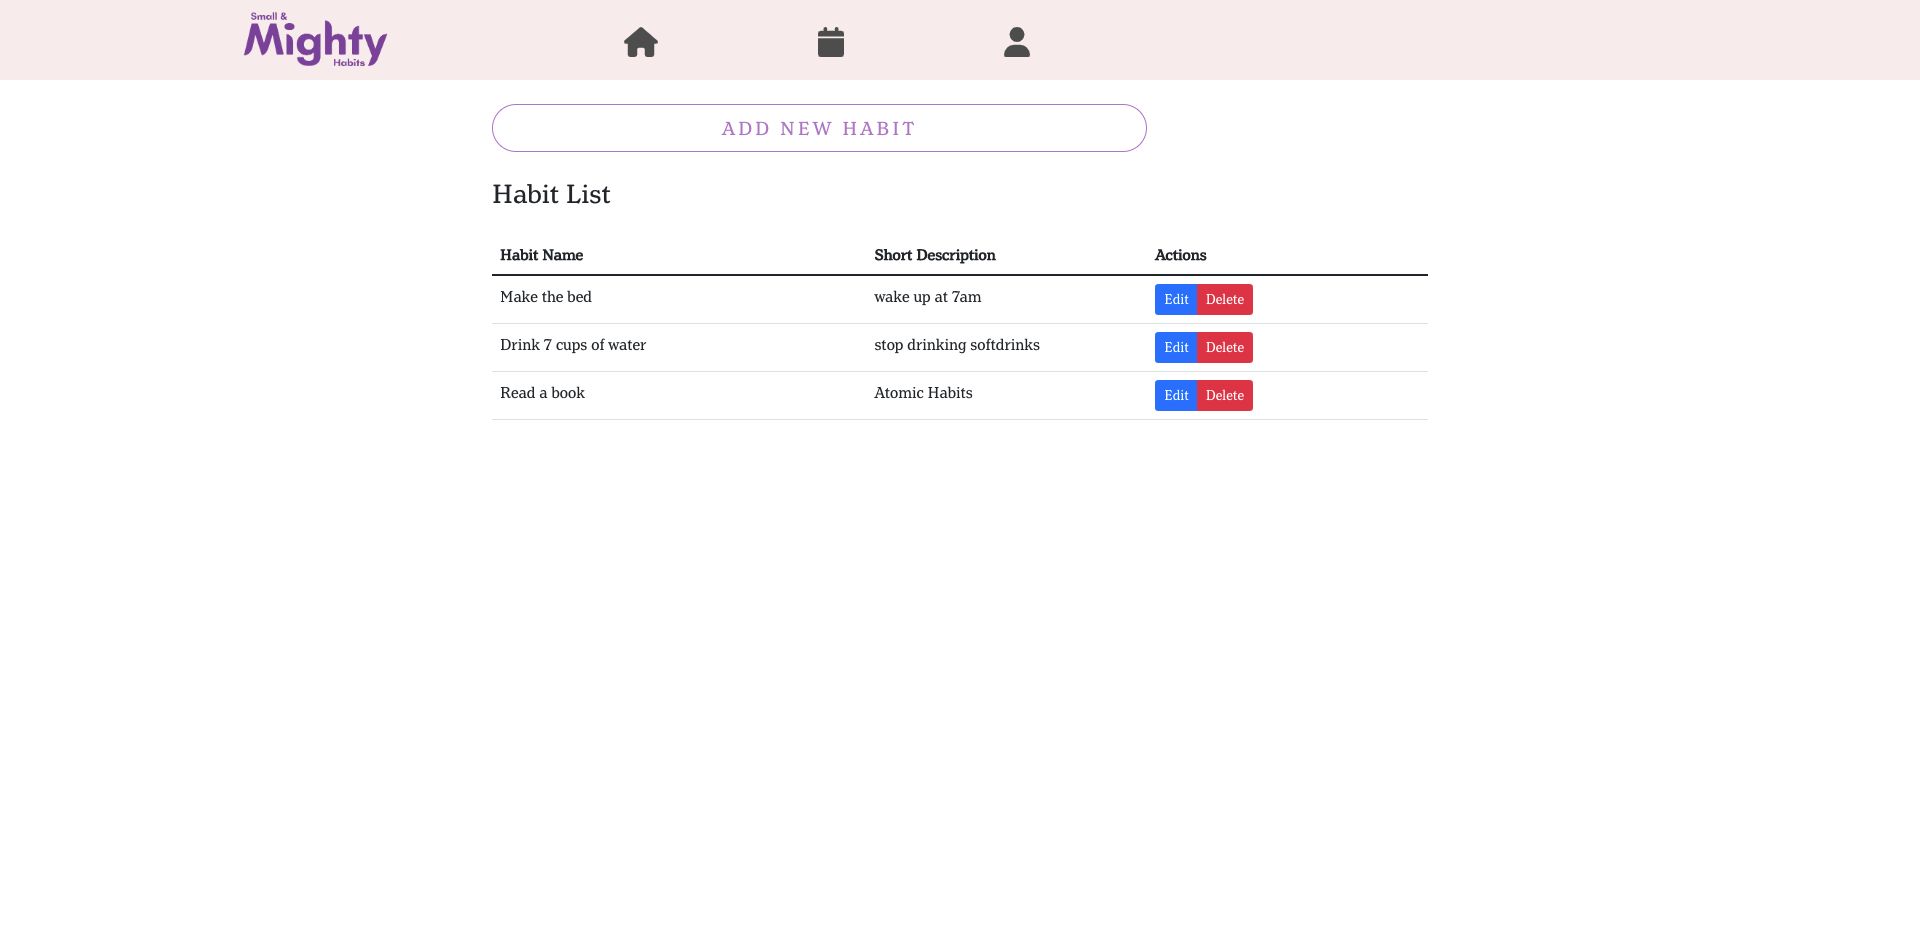 Small &
Mighty
Habits
ADD NEW HABIT
Habit List
Habit Name Short Description Actions
Make the bed wake up at 7am Edit Delete
Drink 7 cups of water stop drinking softdrinks Edit Delete
Read a book Atomic Habits Edit Delete